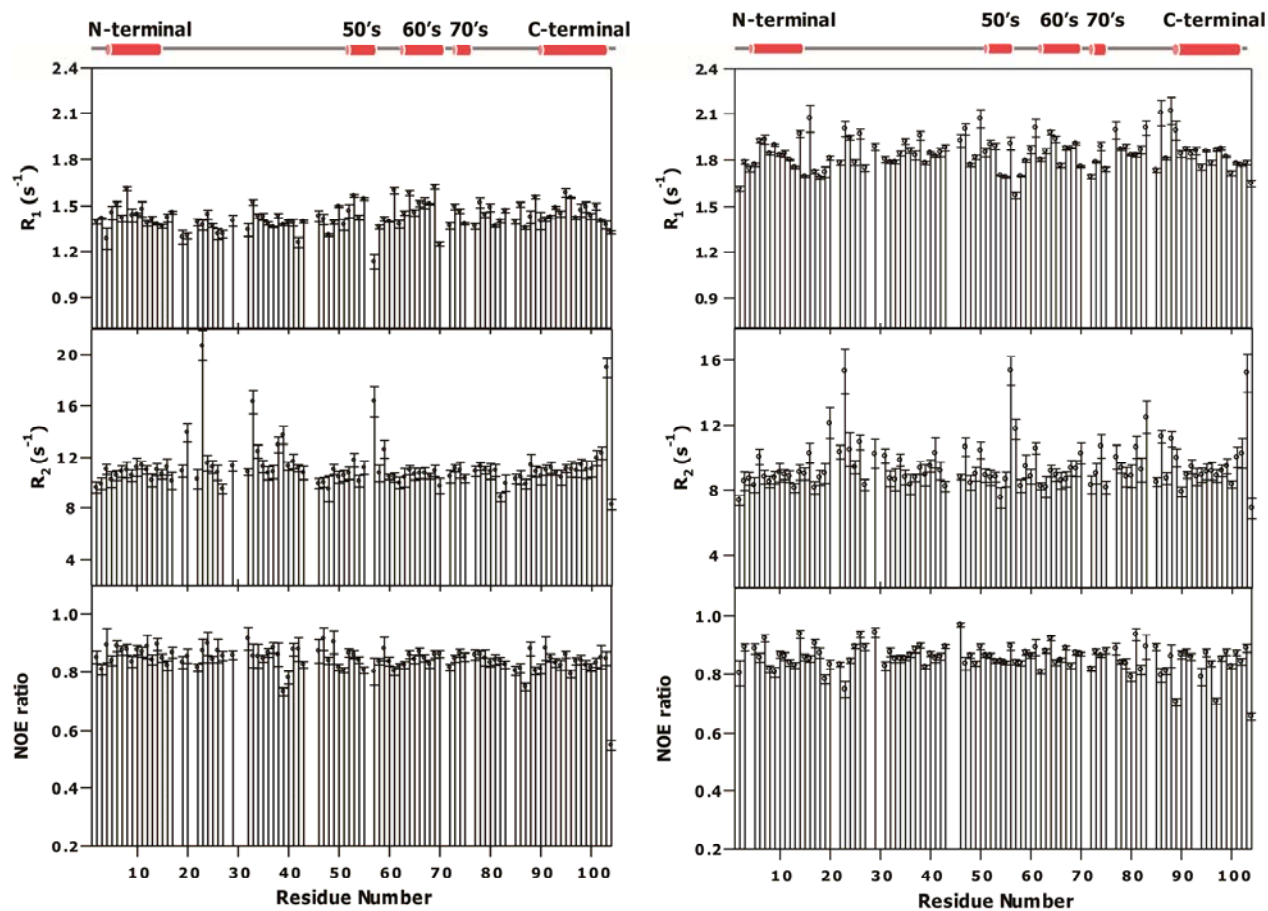 N-terminal 50's 60's 70's C-terminal
2.4
2.1
1.8
1.5
1.2
0.9
R1 (s-1)
20
16
12
8
4
R2 (s-1)
1.0
0.8
0.6
0.4
0.2
NOE ratio
10 20 30 40 50 60 70 80 90 100
Residue Number
N-terminal 50's 60's 70's C-terminal
2.4
2.1
1.8
1.5
1.2
0.9
R1 (s-1)
16
12
8
4
R2 (s-1)
1.0
0.8
0.6
0.4
0.2
NOE ratio
10 20 30 40 50 60 70 80 90 100
Residue Number